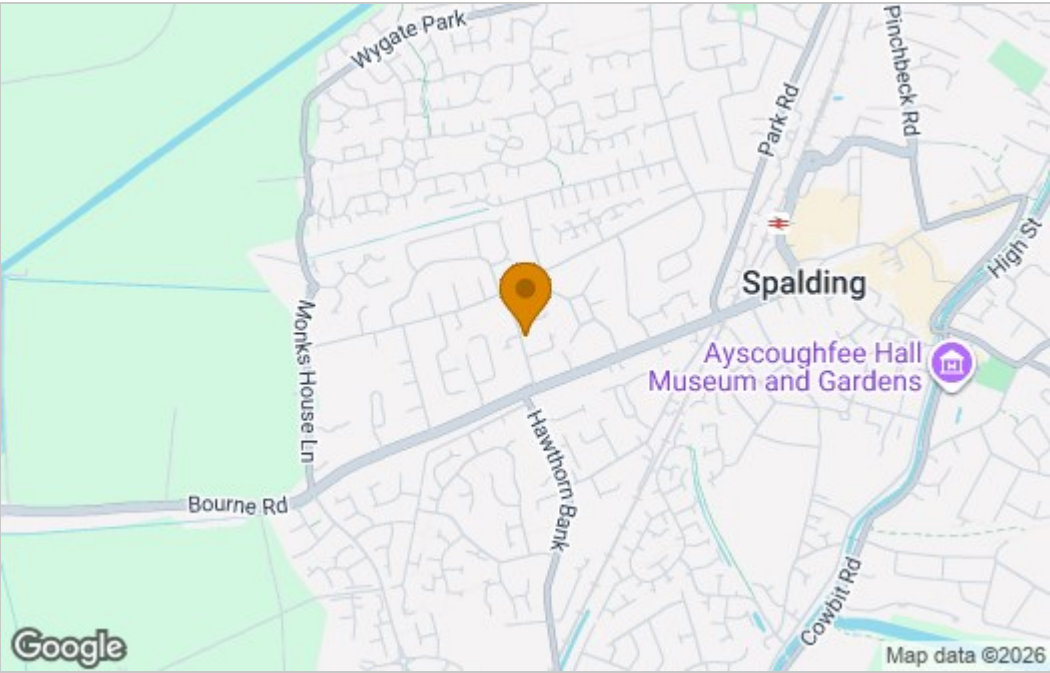 Wygate Park
Pinchbeck Rd
Park Rd
High St
Spalding
Monks House Ln
Ayscoughfee Hall
Museum and Gardens
Hawthorn Bank
Bourne Rd
Cowbit Rd
Google
Map data ©2026